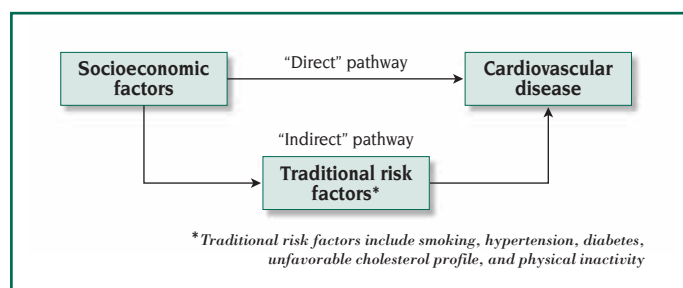 Socioeconomic
factors
“Direct” pathway
Cardiovascular
disease
“Indirect” pathway
Traditional risk
factors*
*Traditional risk factors include smoking, hypertension, diabetes,
unfavorable cholesterol profile, and physical inactivity